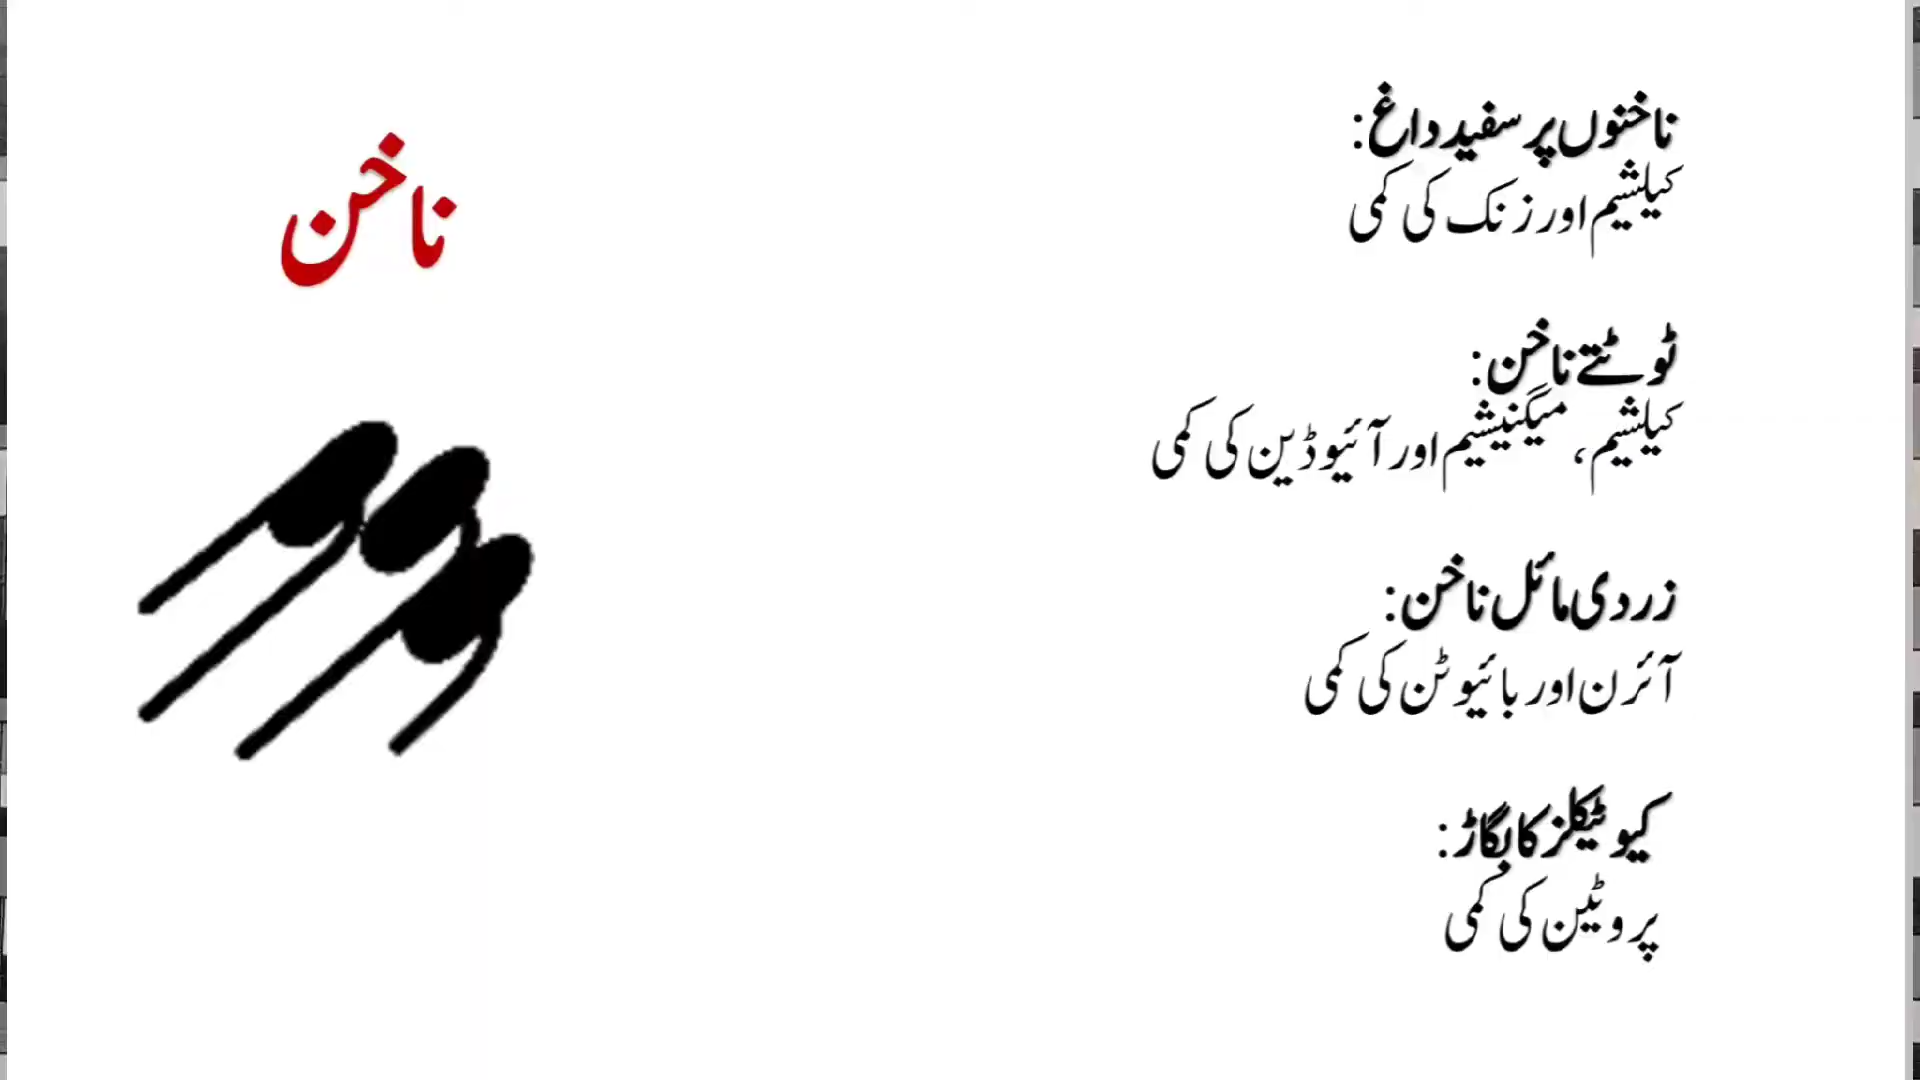 ناخن
ناخنوں پر سفید داغ:
کیلشیم اور زنک کی کمی
ٹوٹتے ناخن:
کیلشیم، میگنیشیم اور آئیوڈین کی کمی
زردی مائل ناخن:
آئرن اور بائیوٹن کی کمی
کیوٹیکلز کا بگاڑ:
پروٹین کی کمی